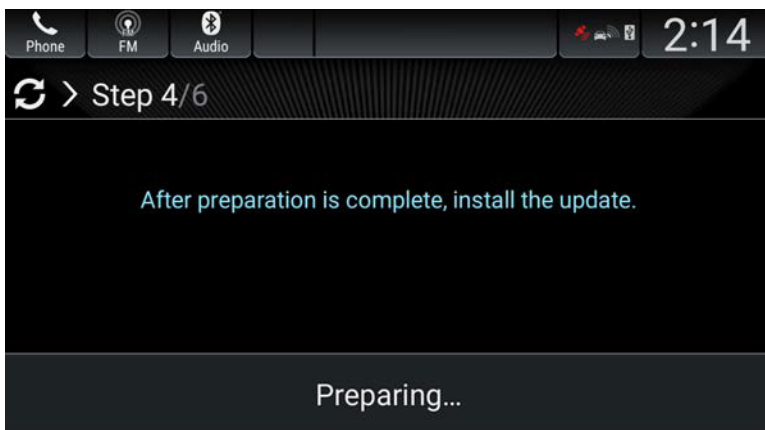 Phone
FM
Audio
2:14
Step 4/6
After preparation is complete, install the update.
Preparing...